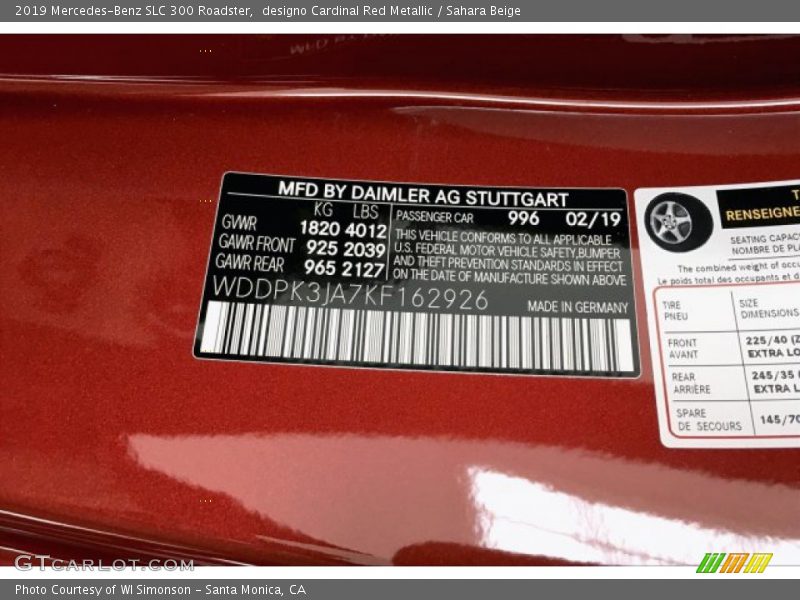 2019 Mercedes-Benz SLC 300 Roadster, designo Cardinal Red Metallic / Sahara Beige
MFD BY DAIMLER AG STUTTGART
KG LBS
GVWR 1820 4012
GAWR FRONT 925 2039
GAWR REAR 965 2127
PASSENGER CAR 996 02/19
THIS VEHICLE CONFORMS TO ALL APPLICABLE
U.S. FEDERAL MOTOR VEHICLE SAFETY, BUMPER
AND THEFT PREVENTION STANDARDS IN EFFECT
ON THE DATE OF MANUFACTURE SHOWN ABOVE
WDDPK3JA7KF162926
MADE IN GERMANY
RENSEIGNE
SEATING CAPAC
NOMBRE DE PLA
The combined weight of occu
Le poids total des occupants et d
TIRE
PNEU
SIZE
DIMENSIONS
FRONT
AVANT
225/40 (Z
EXTRA LO
REAR
ARRIÈRE
245/35 (
EXTRA L
SPARE
DE SECOURS
145/70
GTCARLOT.COM
Photo Courtesy of WI Simonson - Santa Monica, CA